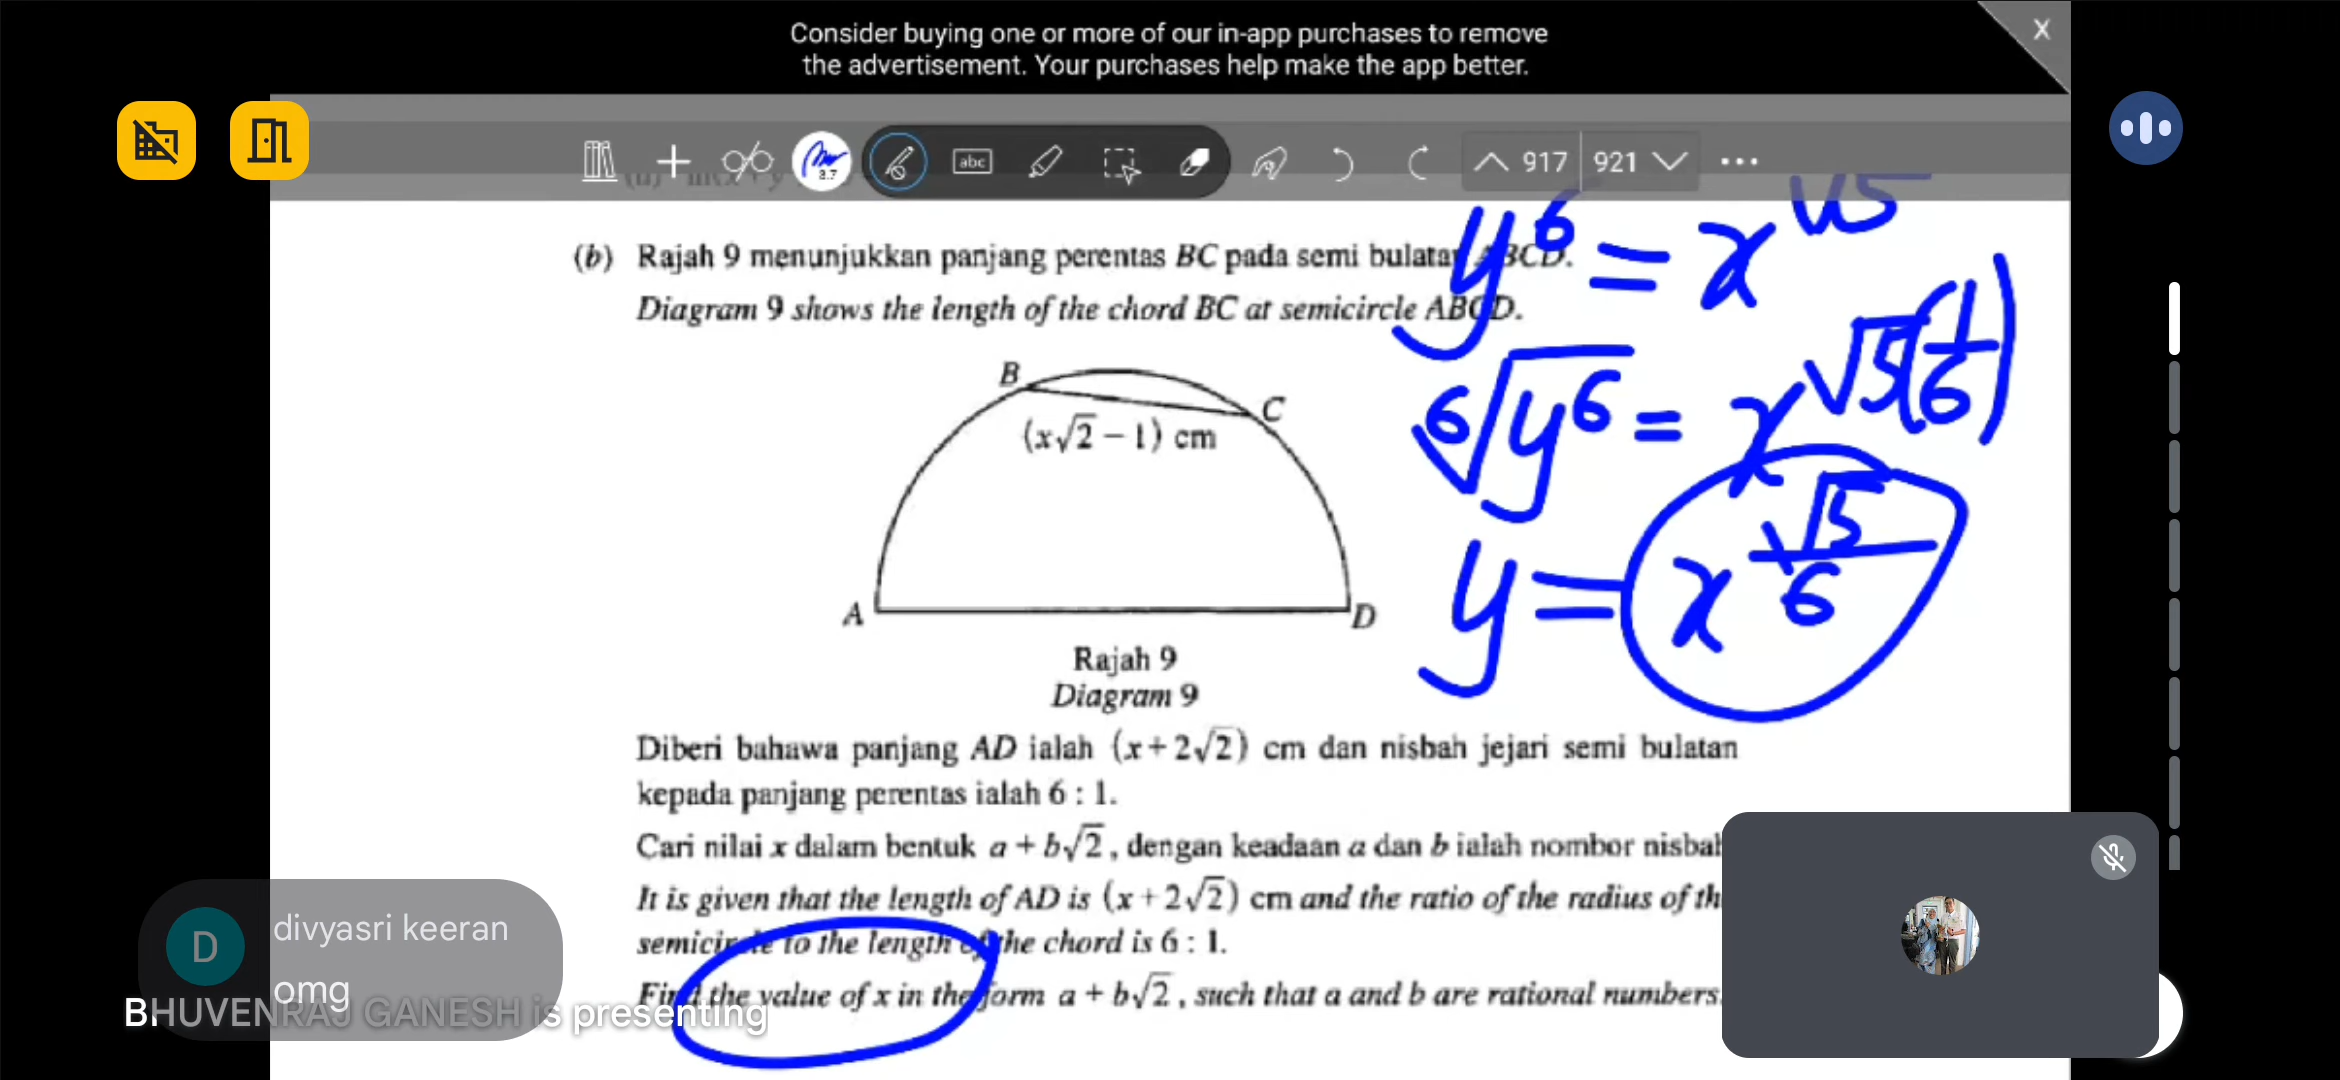 Consider buying one or more of our in-app purchases to remove
the advertisement. Your purchases help make the app better.
X
abc
917
921
3.7
(b) Rajah 9 menunjukkan panjang perentas BC pada semi bulatan ABCD.
Diagram 9 shows the length of the chord BC at semicircle ABCD.
B
C
(x√2 − 1) cm
A
D
Rajah 9
Diagram 9
y⁶ = x^√5
⁶√y⁶ = x^√5(1/6)
y = x^(√5/6)
Diberi bahawa panjang AD ialah (x + 2√2) cm dan nisbah jejari semi bulatan
kepada panjang perentas ialah 6 : 1.
Cari nilai x dalam bentuk a + b√2, dengan keadaan a dan b ialah nombor
It is given that the length of AD is (x + 2√2) cm and the ratio of the radius of
semicircle to the length of the chord is 6 : 1.
Find the value of x in the form a + b√2, such that a and b are rational numbers.
D
divyasri keeran
omg
BHUVENRAJ GANESH is presenting